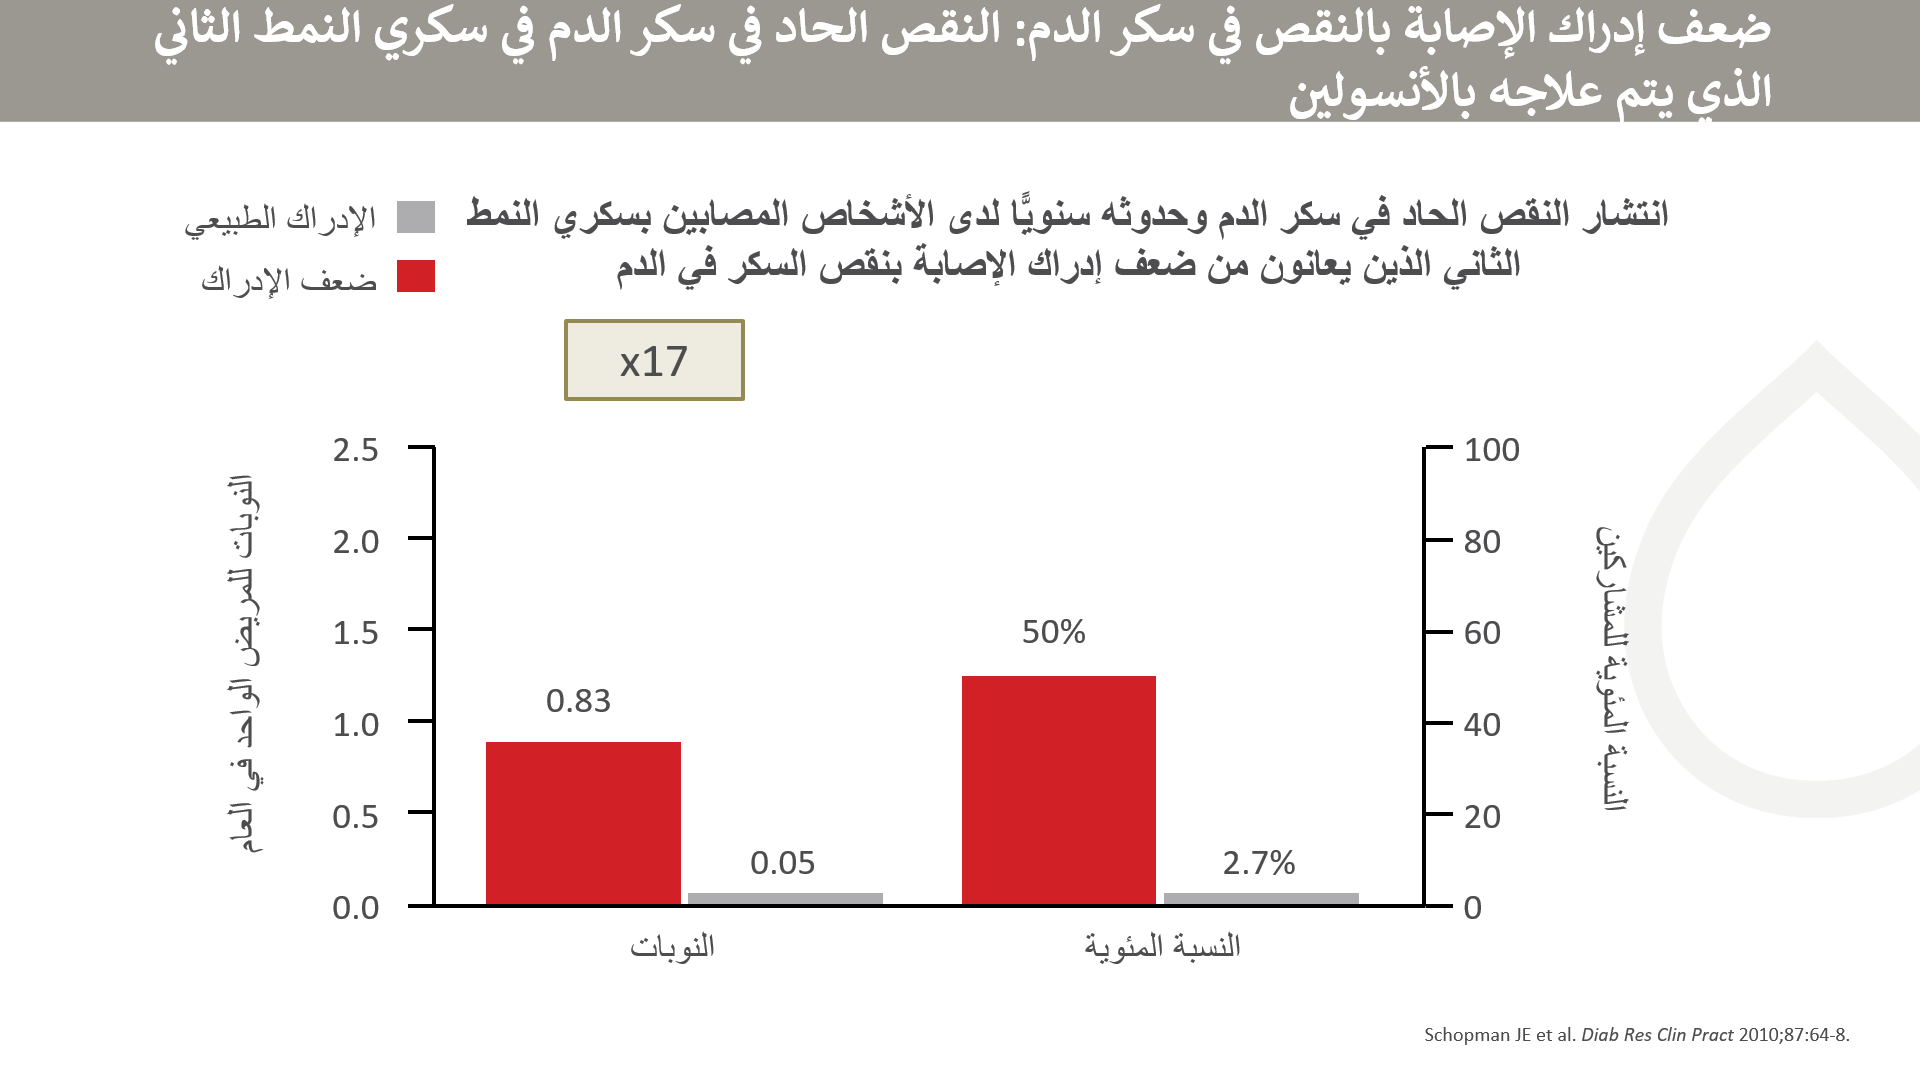 ضعف إدراك الإصابة بالنقص في سكر الدم: النقص الحاد في سكر الدم في سكري النمط الثاني
الذي يتم علاجه بالأنسولين
انتشار النقص الحاد في سكر الدم وحدوثه سنويًّا لدى الأشخاص المصابين بسكري النمط
الثاني الذين يعانون من ضعف إدراك الإصابة بنقص السكر في الدم
الإدراك الطبيعي
ضعف الإدراك
x17
النوبات للمريض الواحد في العام
2.5
2.0
1.5
1.0
0.5
0.0
0.83
0.05
50%
2.7%
100
80
60
40
20
0
النسبة المئوية للمشاركين
النوبات
النسبة المئوية
Schopman JE et al. Diab Res Clin Pract 2010;87:64-8.